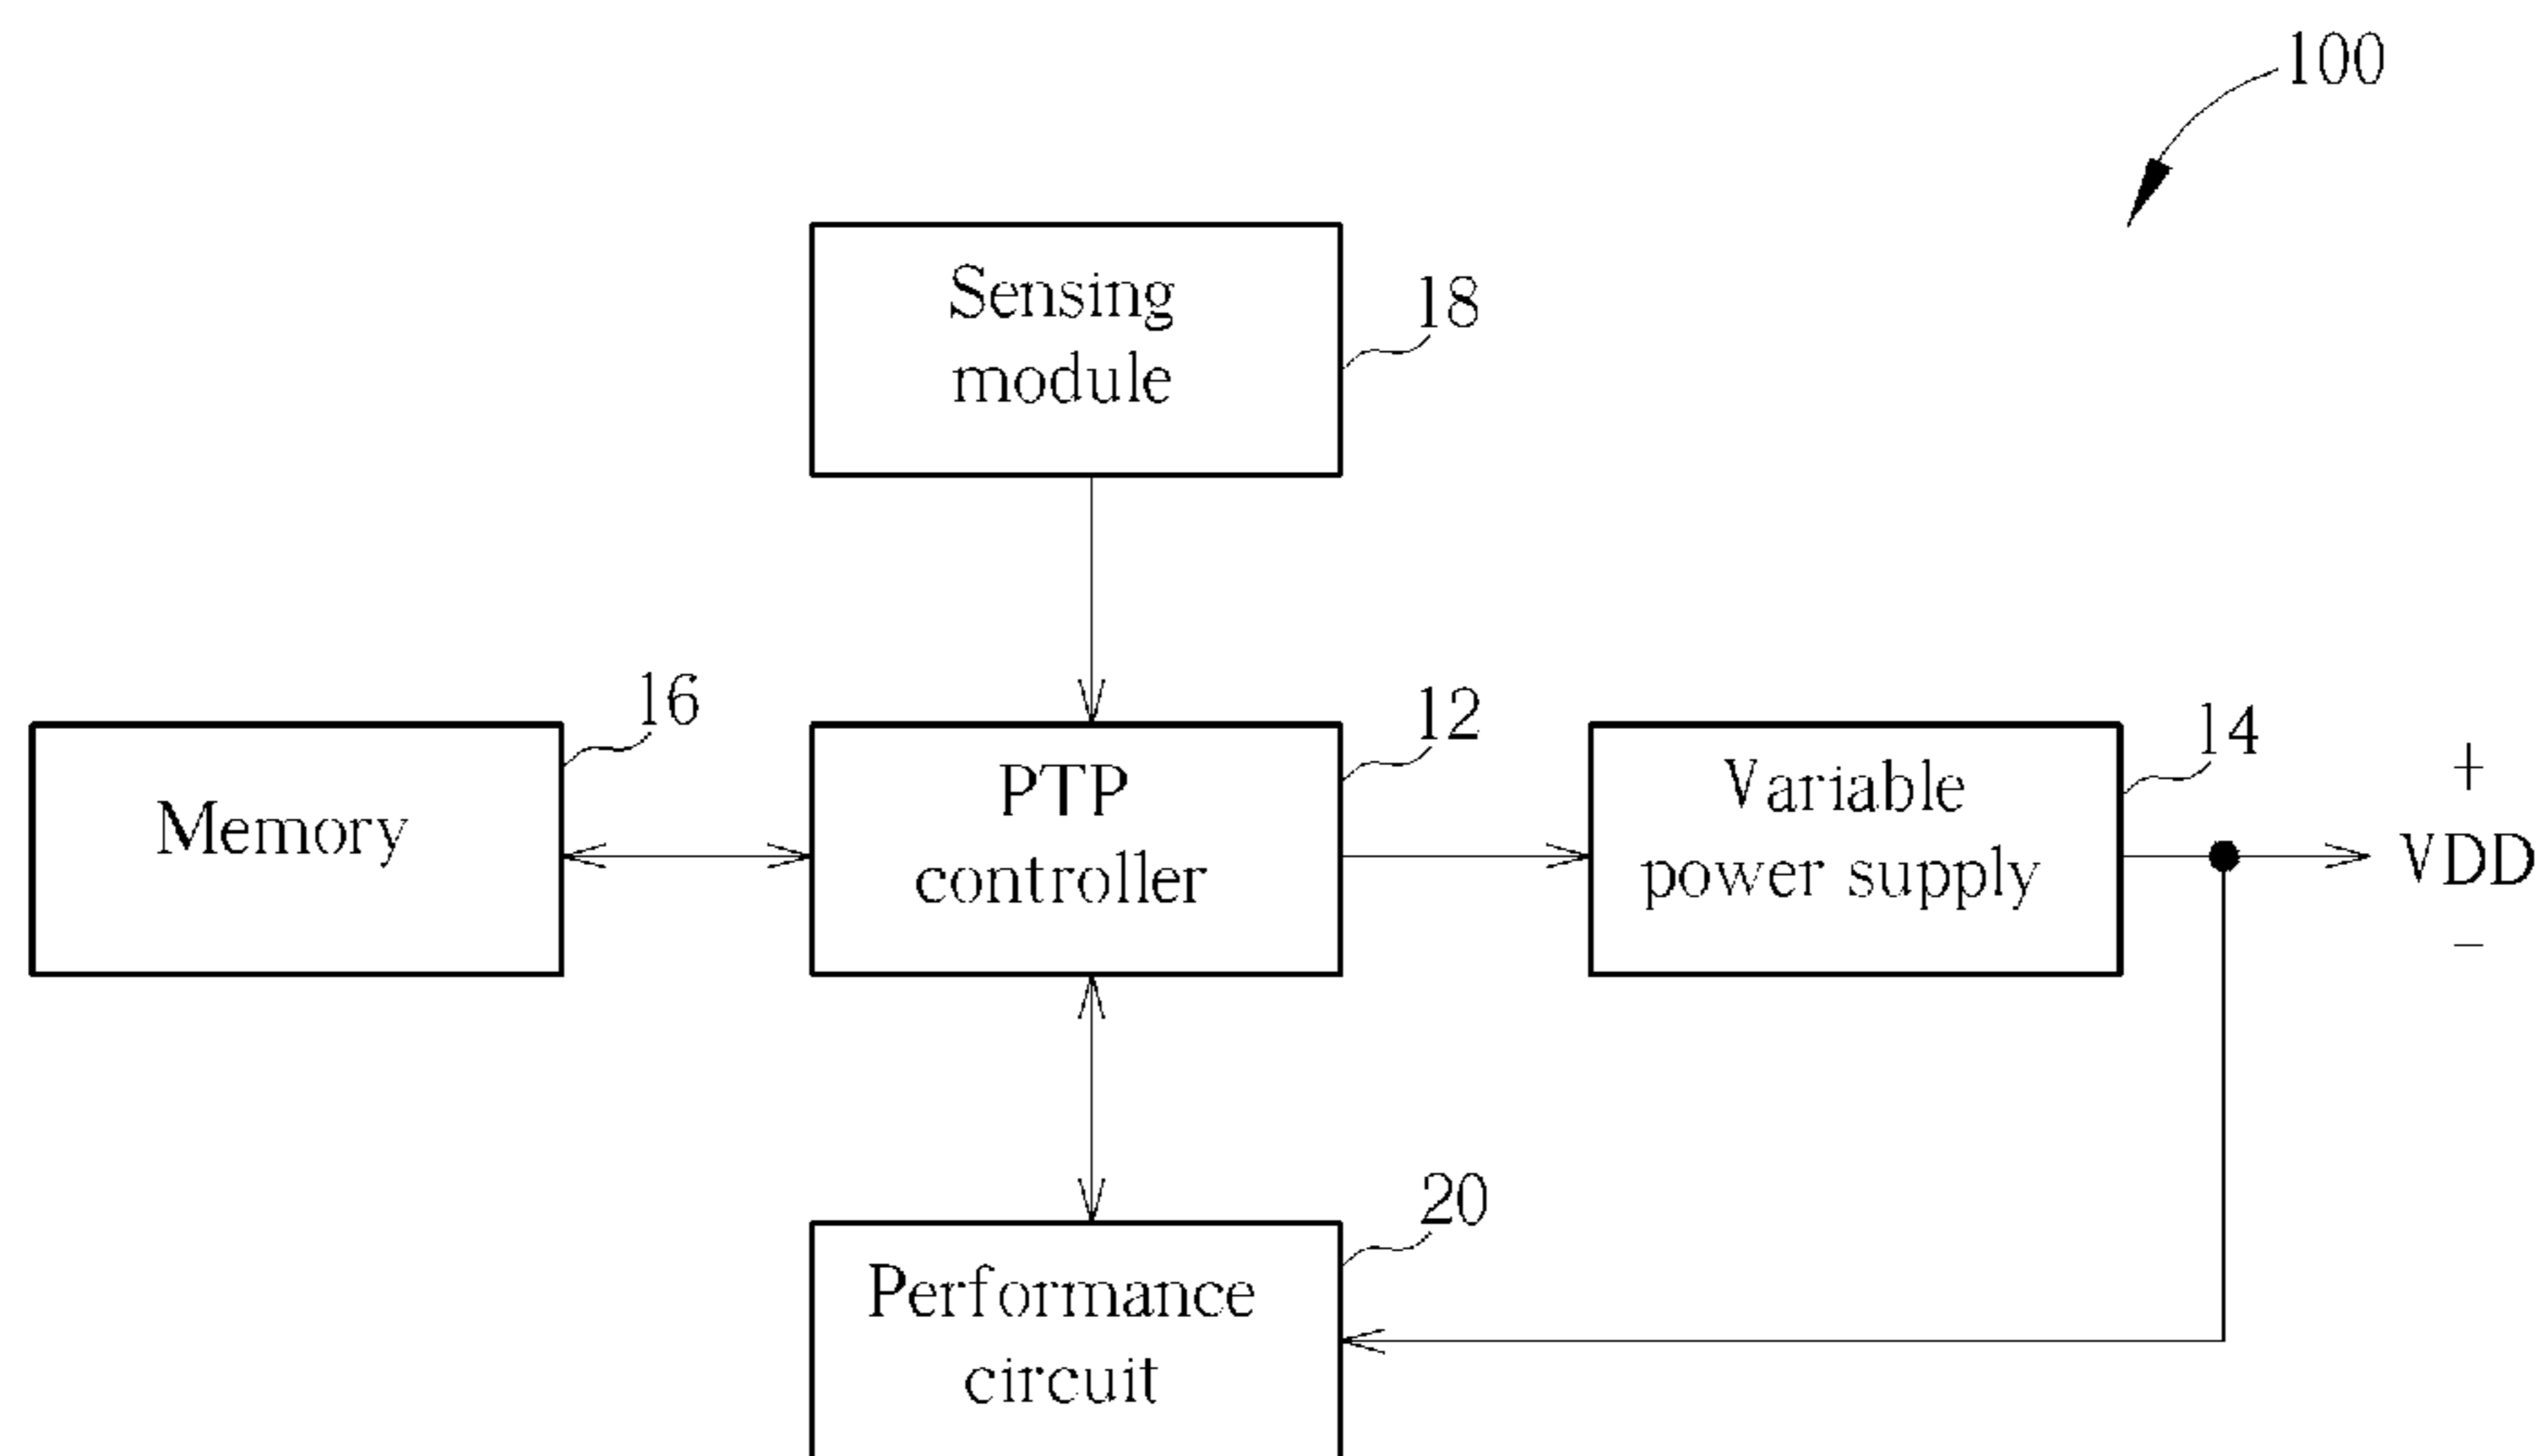 100
Sensing
module
18
16
12
14
Memory
PTP
controller
Variable
power supply
+
VDD
−
20
Performance
circuit